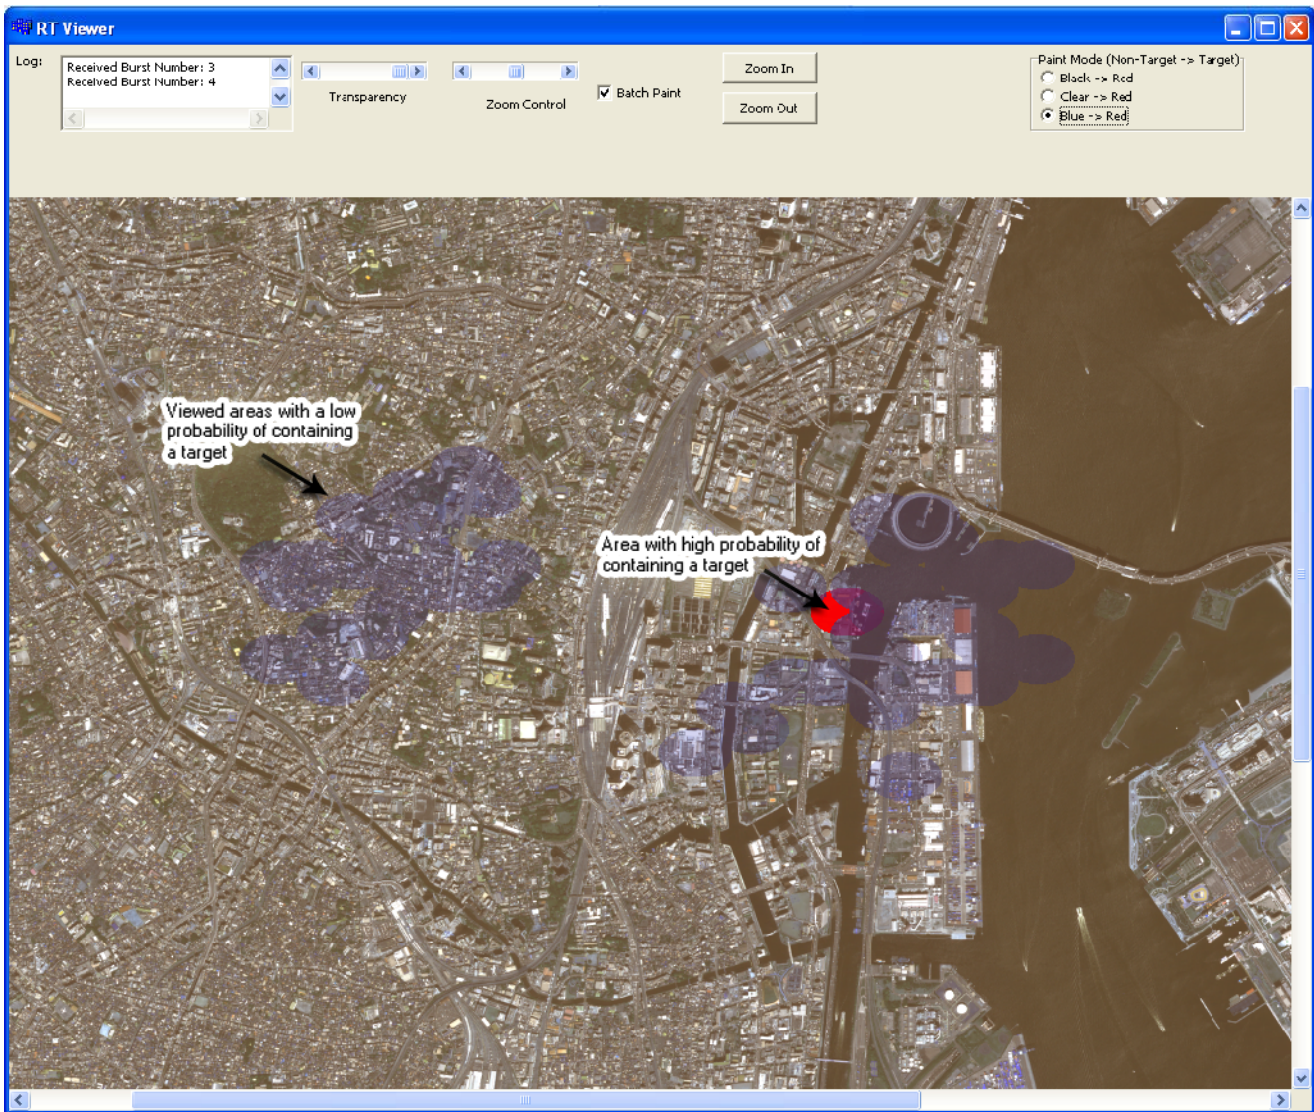 RT Viewer
Log:
Received Burst Number: 3
Received Burst Number: 4
Transparency
Zoom Control
Batch Paint
Zoom In
Zoom Out
Paint Mode (Non-Target -> Target)
Black -> Red
Clear -> Red
Blue -> Red
Viewed areas with a low
probability of containing
a target
Area with high probability of
containing a target